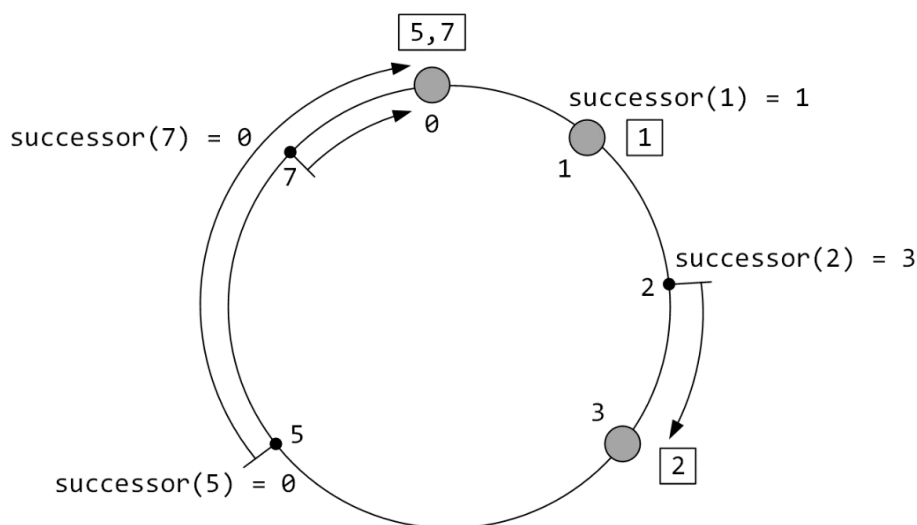 5,7
successor(1) = 1
0
1
1
successor(7) = 0
7
successor(2) = 3
2
3
5
2
successor(5) = 0